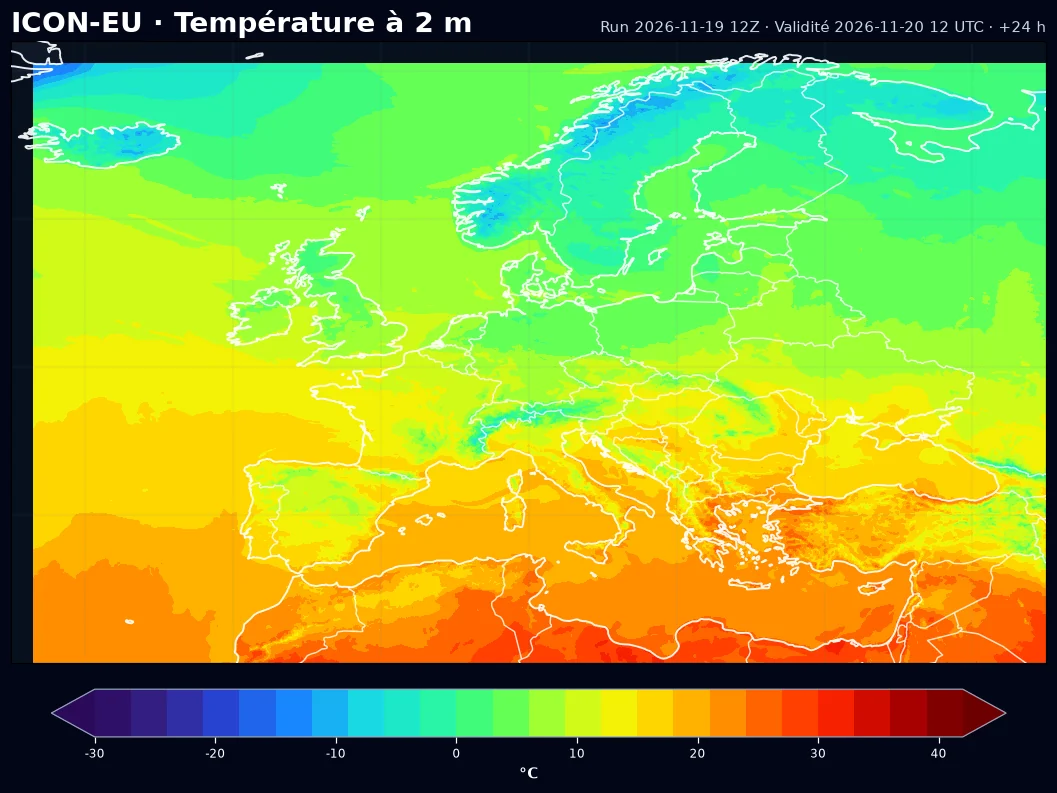 ICON-EU · Température à 2 m
Run 2026-11-19 12Z · Validité 2026-11-20 12 UTC · +24 h
-30 -20 -10 0 10 20 30 40
°C